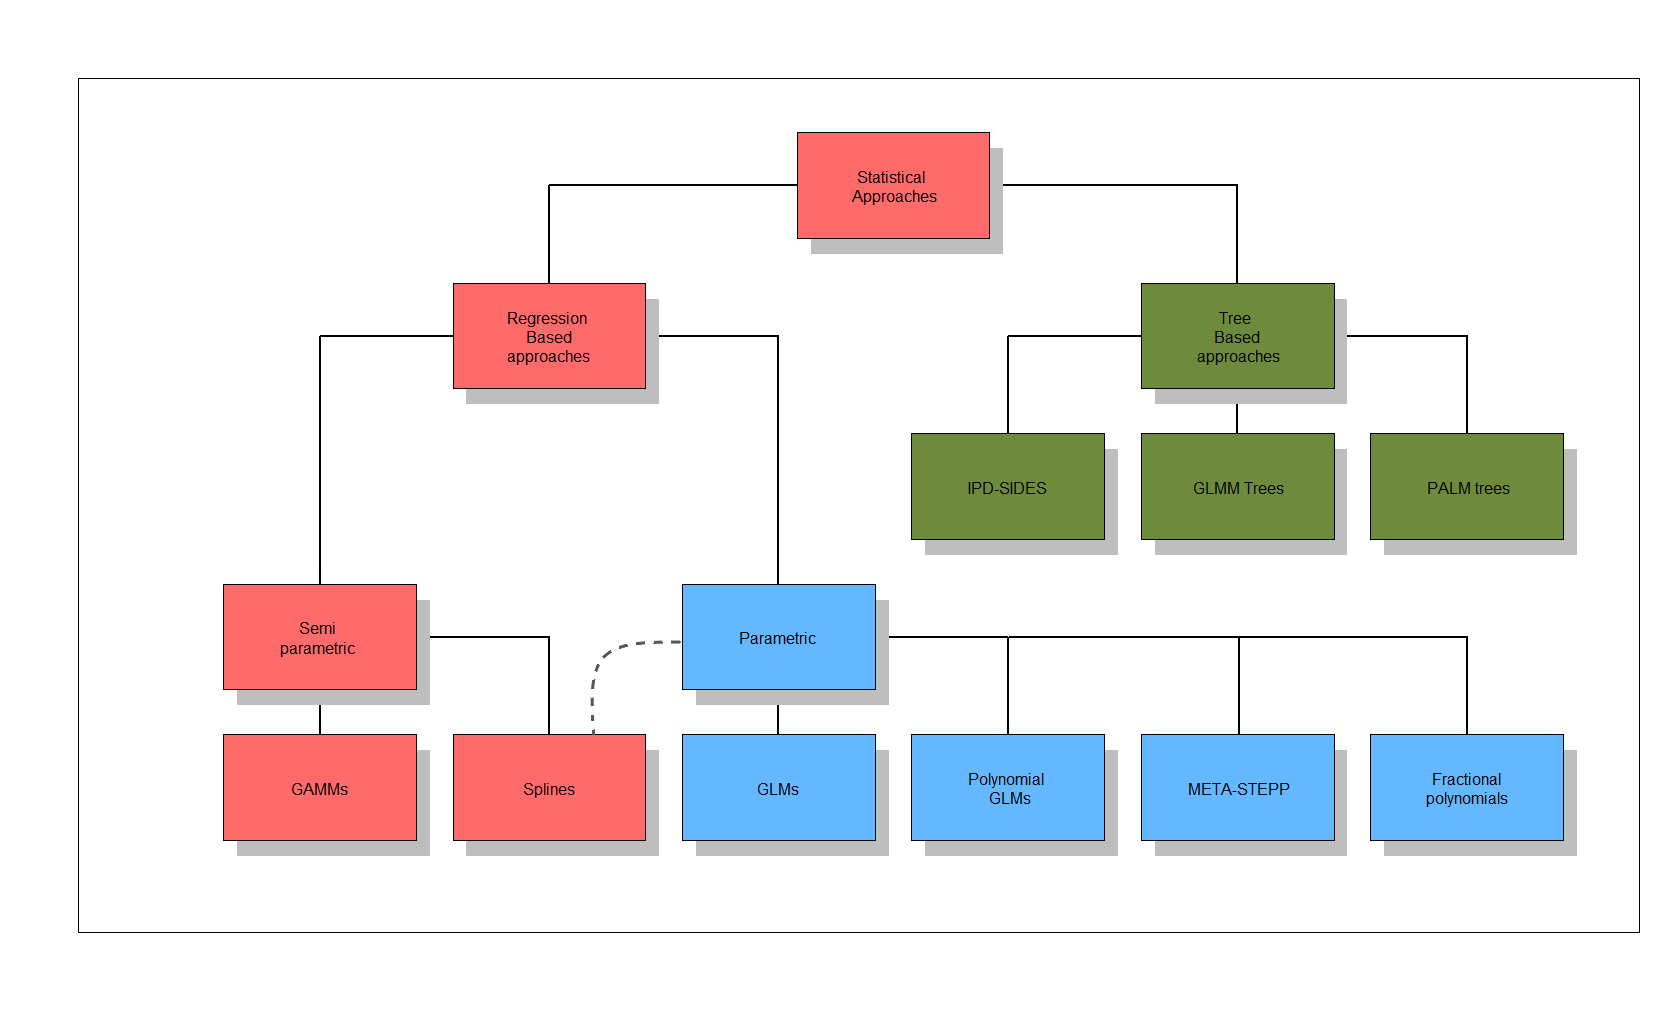 Statistical
Approaches
Regression
Based
approaches
Tree
Based
approaches
IPD-SIDES
GLMM Trees
PALM trees
Semi
parametric
Parametric
GAMMs
Splines
GLMs
Polynomial
GLMs
META-STEPP
Fractional
polynomials